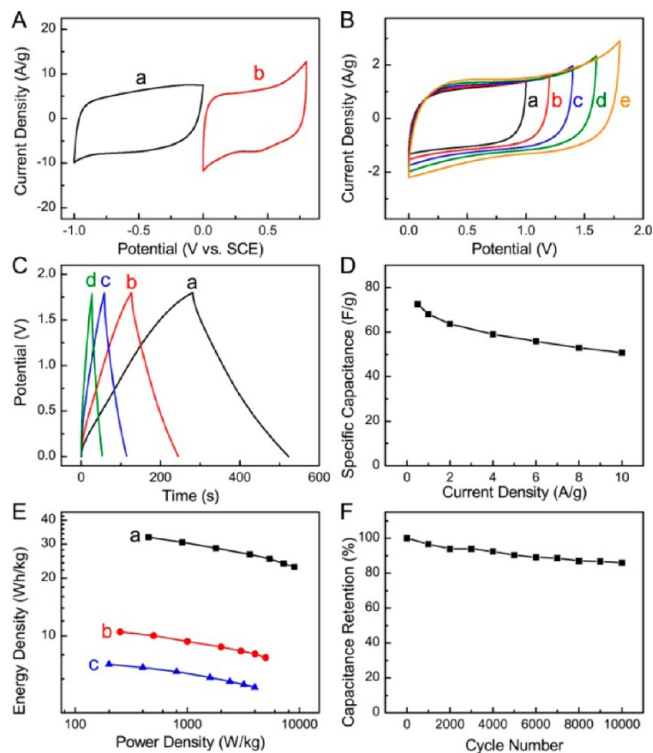 A
Current Density (A/g)
20
10
0
-10
-20
a
b
-1.0
-0.5
0.0
0.5
Potential (V vs. SCE)
B
Current Density (A/g)
2
0
-2
a
b
c
d
e
0.0
0.5
1.0
1.5
2.0
Potential (V)
C
Potential (V)
1.8
1.2
0.6
0.0
d
c
b
a
0
200
400
600
Time (s)
D
Specific Capacitance (F/g)
80
60
40
20
0
0
2
4
6
8
10
Current Density (A/g)
E
Energy Density (Wh/kg)
40
30
20
10
a
b
c
100
1000
10000
Power Density (W/kg)
F
Capacitance Retention (%)
100
80
60
40
20
0
0
2000
4000
6000
8000
10000
Cycle Number